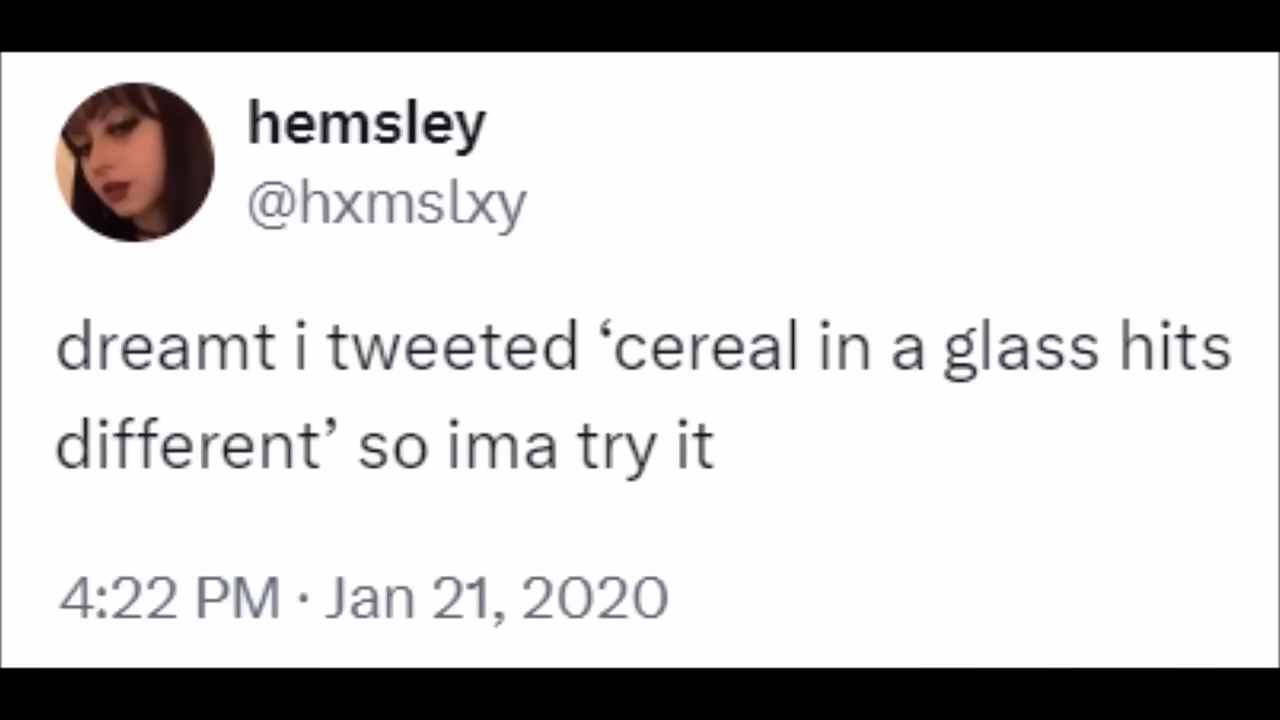 hemsley
@hxmslxy
dreamt i tweeted ‘cereal in a glass hits
different’ so ima try it
4:22 PM · Jan 21, 2020